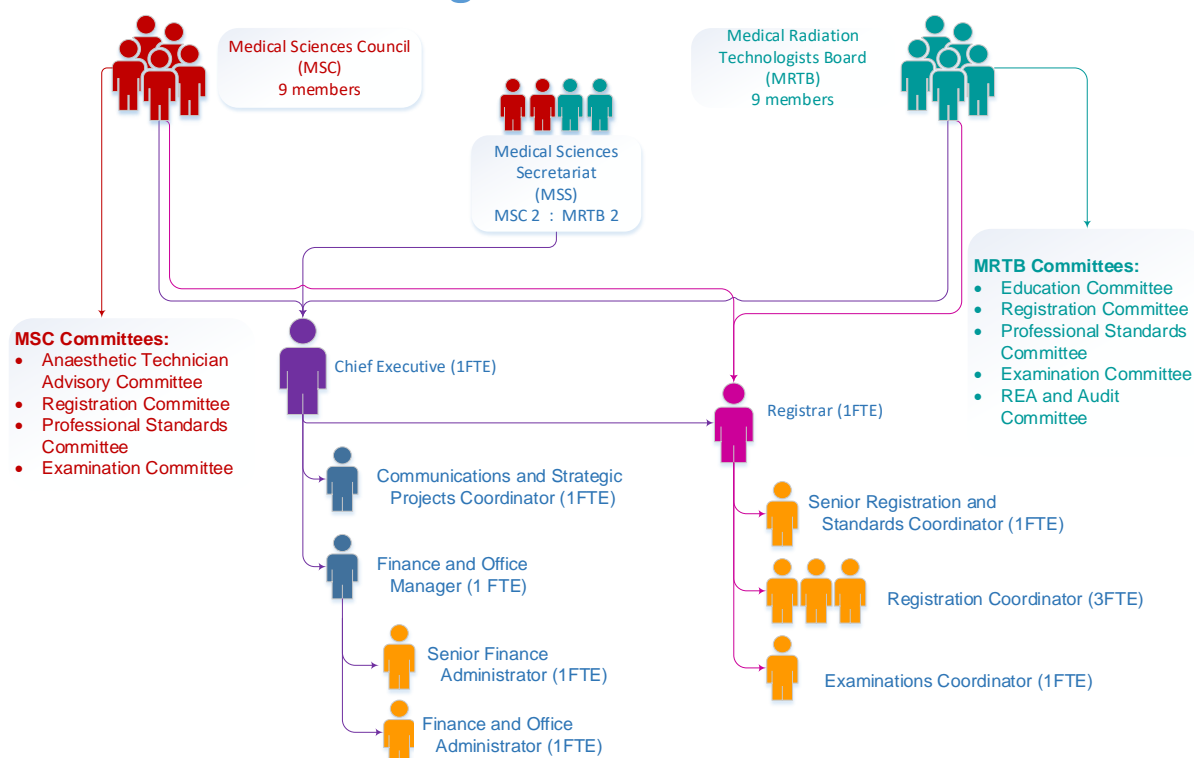 Medical Sciences Council
(MSC)
9 members
Medical Radiation
Technologists Board
(MRTB)
9 members
Medical Sciences
Secretariat
(MSS)
MSC 2 : MRTB 2
MSC Committees:
• Anaesthetic Technician
Advisory Committee
• Registration Committee
• Professional Standards
Committee
• Examination Committee
MRTB Committees:
• Education Committee
• Registration Committee
• Professional Standards
Committee
• Examination Committee
• REA and Audit
Committee
Chief Executive (1FTE)
Registrar (1FTE)
Communications and Strategic
Projects Coordinator (1FTE)
Finance and Office
Manager (1 FTE)
Senior Finance
Administrator (1FTE)
Finance and Office
Administrator (1FTE)
Senior Registration and
Standards Coordinator (1FTE)
Registration Coordinator (3FTE)
Examinations Coordinator (1FTE)